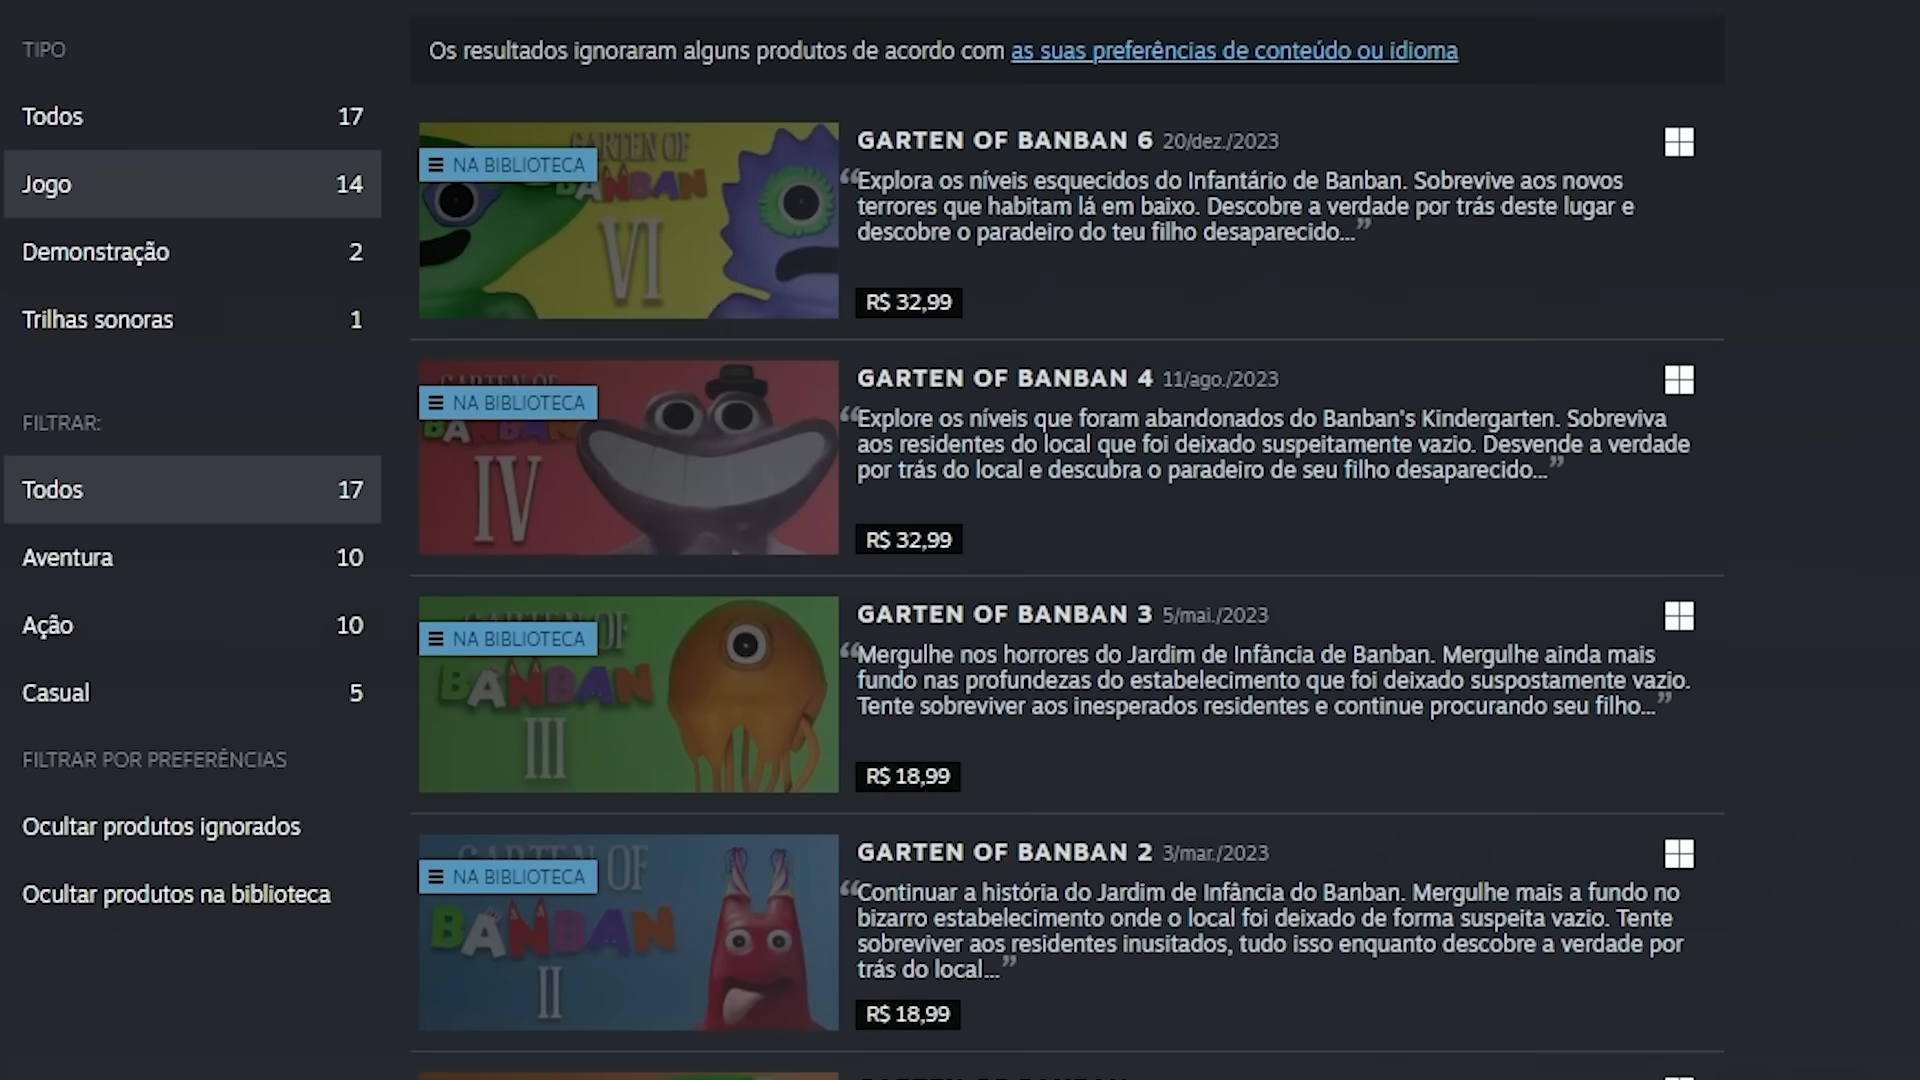 TIPO
Todos 17
Jogo 14
Demonstração 2
Trilhas sonoras 1
FILTRAR:
Todos 17
Aventura 10
Ação 10
Casual 5
FILTRAR POR PREFERÊNCIAS
Ocultar produtos ignorados
Ocultar produtos na biblioteca
Os resultados ignoraram alguns produtos de acordo com as suas preferências de conteúdo ou idioma
GARTEN OF
BANBAN
VI
NA BIBLIOTECA
GARTEN OF BANBAN 6 20/dez./2023
“Explora os níveis esquecidos do Infantário de Banban. Sobrevive aos novos
terrores que habitam lá em baixo. Descobre a verdade por trás deste lugar e
descobre o paradeiro do teu filho desaparecido...”
R$ 32,99
GARTEN OF
NA BIBLIOTECA
BANBAN
IV
GARTEN OF BANBAN 4 11/ago./2023
“Explore os níveis que foram abandonados do Banban's Kindergarten. Sobreviva
aos residentes do local que foi deixado suspeitamente vazio. Desvende a verdade
por trás do local e descubra o paradeiro de seu filho desaparecido...”
R$ 32,99
OF
NA BIBLIOTECA
BANBAN
III
GARTEN OF BANBAN 3 5/mai./2023
“Mergulhe nos horrores do Jardim de Infância de Banban. Mergulhe ainda mais
fundo nas profundezas do estabelecimento que foi deixado suspostamente vazio.
Tente sobreviver aos inesperados residentes e continue procurando seu filho...”
R$ 18,99
GARTEN OF
NA BIBLIOTECA
BANBAN
II
GARTEN OF BANBAN 2 3/mar./2023
“Continuar a história do Jardim de Infância do Banban. Mergulhe mais a fundo no
bizarro estabelecimento onde o local foi deixado de forma suspeita vazio. Tente
sobreviver aos residentes inusitados, tudo isso enquanto descobre a verdade por
trás do local...”
R$ 18,99